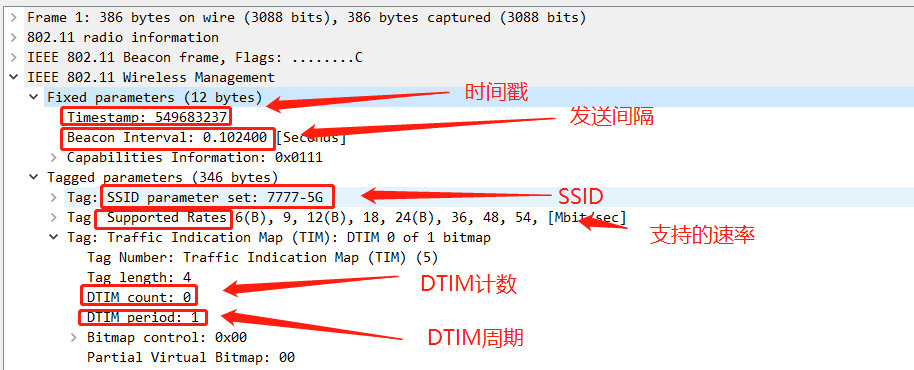 Frame 1: 386 bytes on wire (3088 bits), 386 bytes captured (3088 bits)
802.11 radio information
IEEE 802.11 Beacon frame, Flags: ........C
IEEE 802.11 Wireless Management
Fixed parameters (12 bytes)
时间戳
Timestamp: 549683237
发送间隔
Beacon Interval: 0.102400 [Seconds]
Capabilities Information: 0x0111
Tagged parameters (346 bytes)
Tag: SSID parameter set: 7777-5G
SSID
Tag Supported Rates 6(B), 9, 12(B), 18, 24(B), 36, 48, 54, [Mbit/sec]
支持的速率
Tag: Traffic Indication Map (TIM): DTIM 0 of 1 bitmap
Tag Number: Traffic Indication Map (TIM) (5)
Tag length: 4
DTIM计数
DTIM count: 0
DTIM period: 1
DTIM周期
Bitmap control: 0x00
Partial Virtual Bitmap: 00